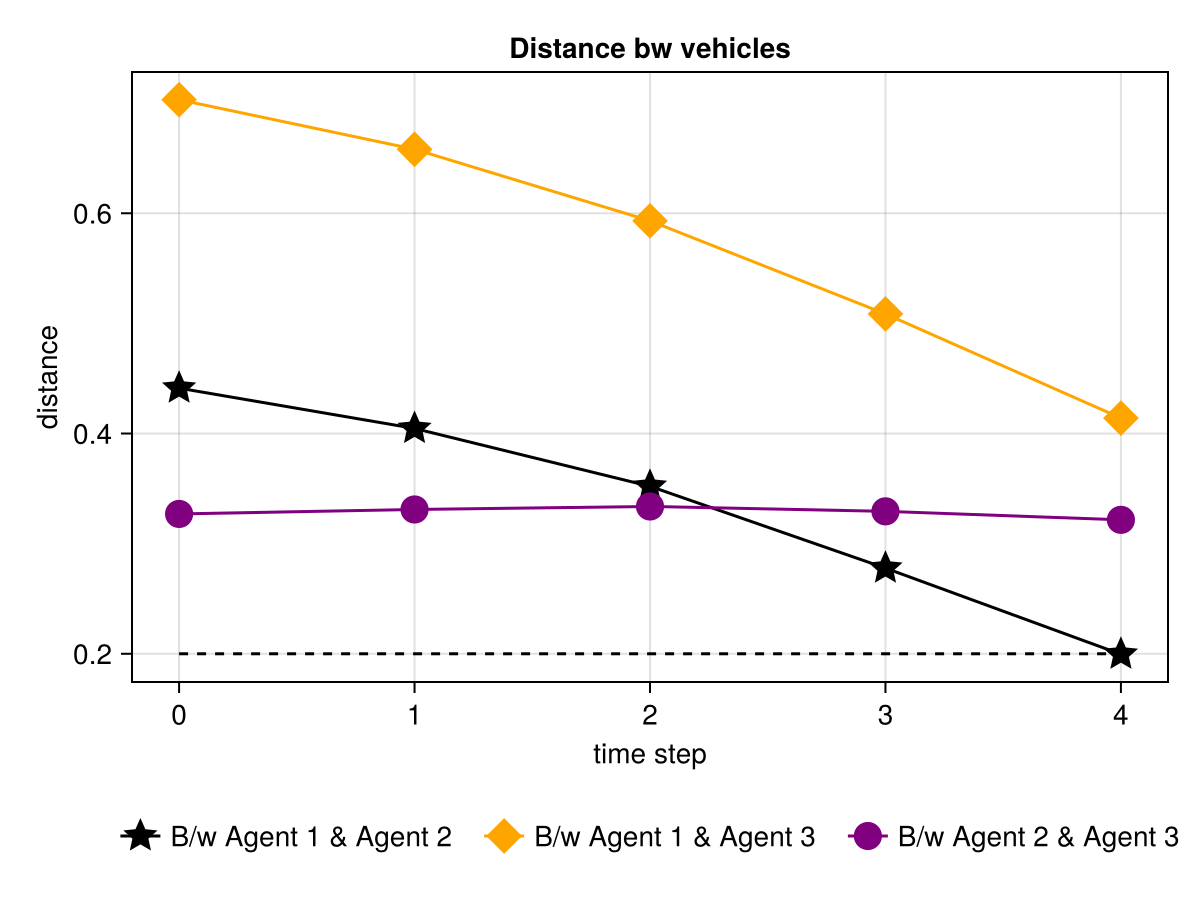 Distance bw vehicles
distance
0.6
0.4
0.2
0 1 2 3 4
time step
B/w Agent 1 & Agent 2 B/w Agent 1 & Agent 3 B/w Agent 2 & Agent 3